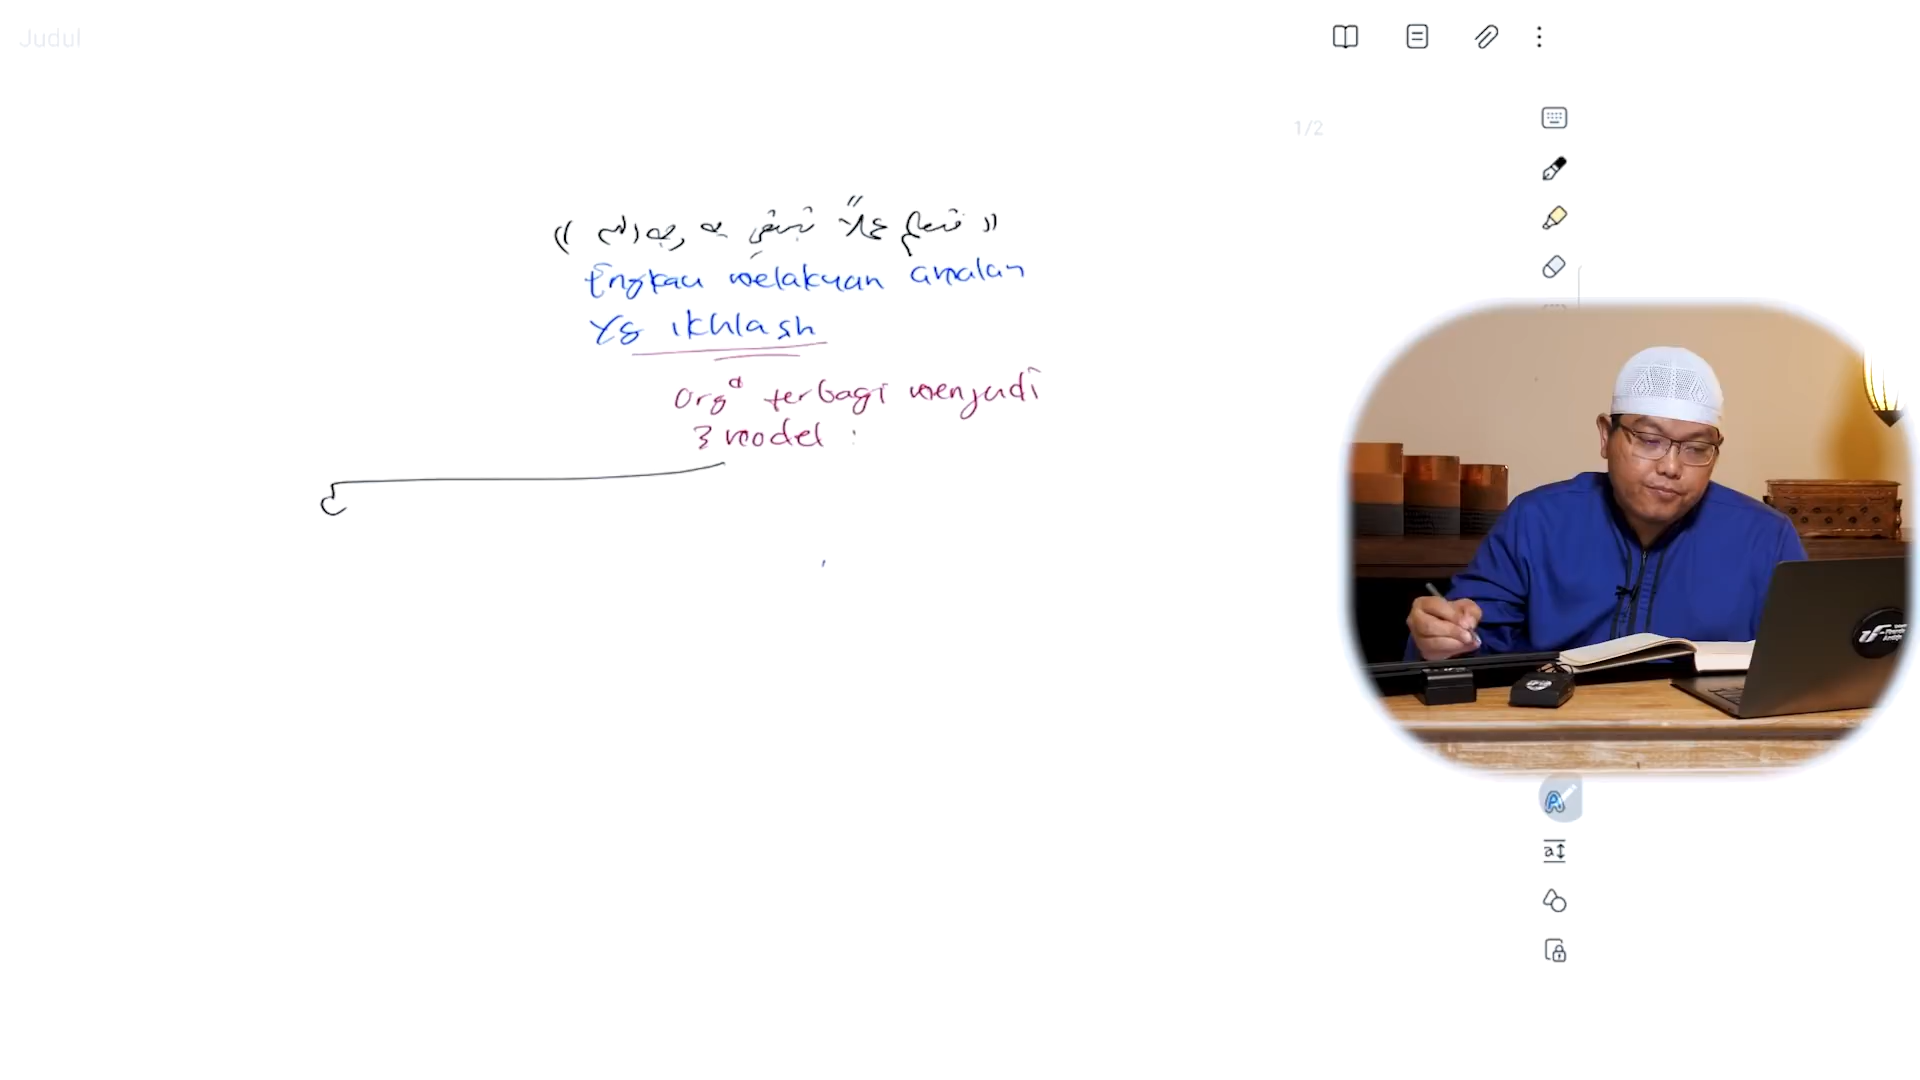 Judul
1/2
(( فتعمل عملاً تبتغي به وجه الله ))
Engkau melakuan amalan
Yg ikhlash
Org² terbagi menjadi
3 model :